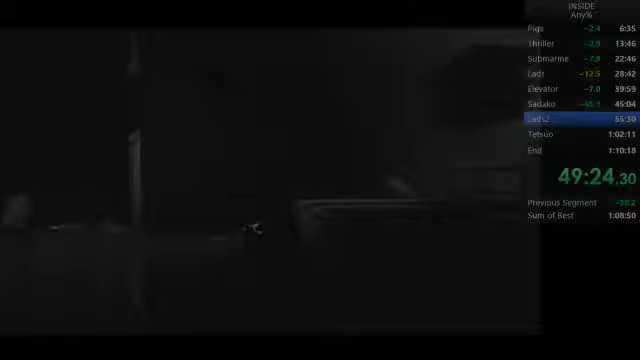 INSIDE
Any%
Pigs −2.4 6:35
Thriller −2.9 13:46
Submarine −7.9 22:46
Lads −12.5 28:42
Elevator −7.0 39:59
Sadako 45:04
Lads2 55:30
Tetsuo 1:02:11
End 1:10:18
49:24.30
Previous Segment
Sum of Best 1:08:50